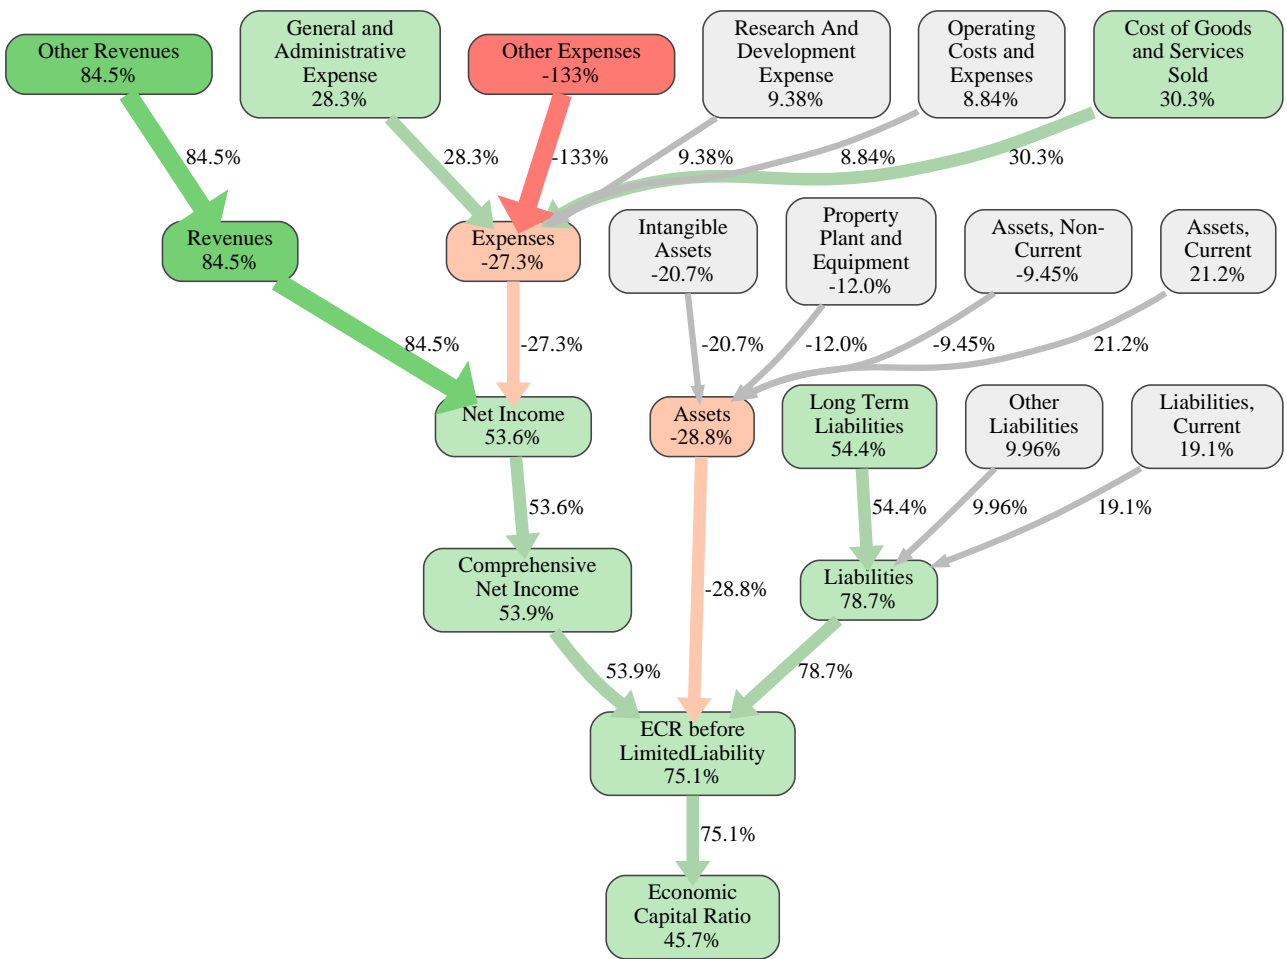 Other Revenues
84.5%
General and
Administrative
Expense
28.3%
Other Expenses
-133%
Research And
Development
Expense
9.38%
Operating
Costs and
Expenses
8.84%
Cost of Goods
and Services
Sold
30.3%
84.5%
28.3%
-133%
9.38%
8.84%
30.3%
Revenues
84.5%
Expenses
-27.3%
Intangible
Assets
-20.7%
Property
Plant and
Equipment
-12.0%
Assets, Non-
Current
-9.45%
Assets,
Current
21.2%
84.5%
-27.3%
-20.7%
-12.0%
-9.45%
21.2%
Net Income
53.6%
Assets
-28.8%
Long Term
Liabilities
54.4%
Other
Liabilities
9.96%
Liabilities,
Current
19.1%
53.6%
54.4%
9.96%
19.1%
Comprehensive
Net Income
53.9%
-28.8%
Liabilities
78.7%
53.9%
78.7%
ECR before
LimitedLiability
75.1%
75.1%
Economic
Capital Ratio
45.7%